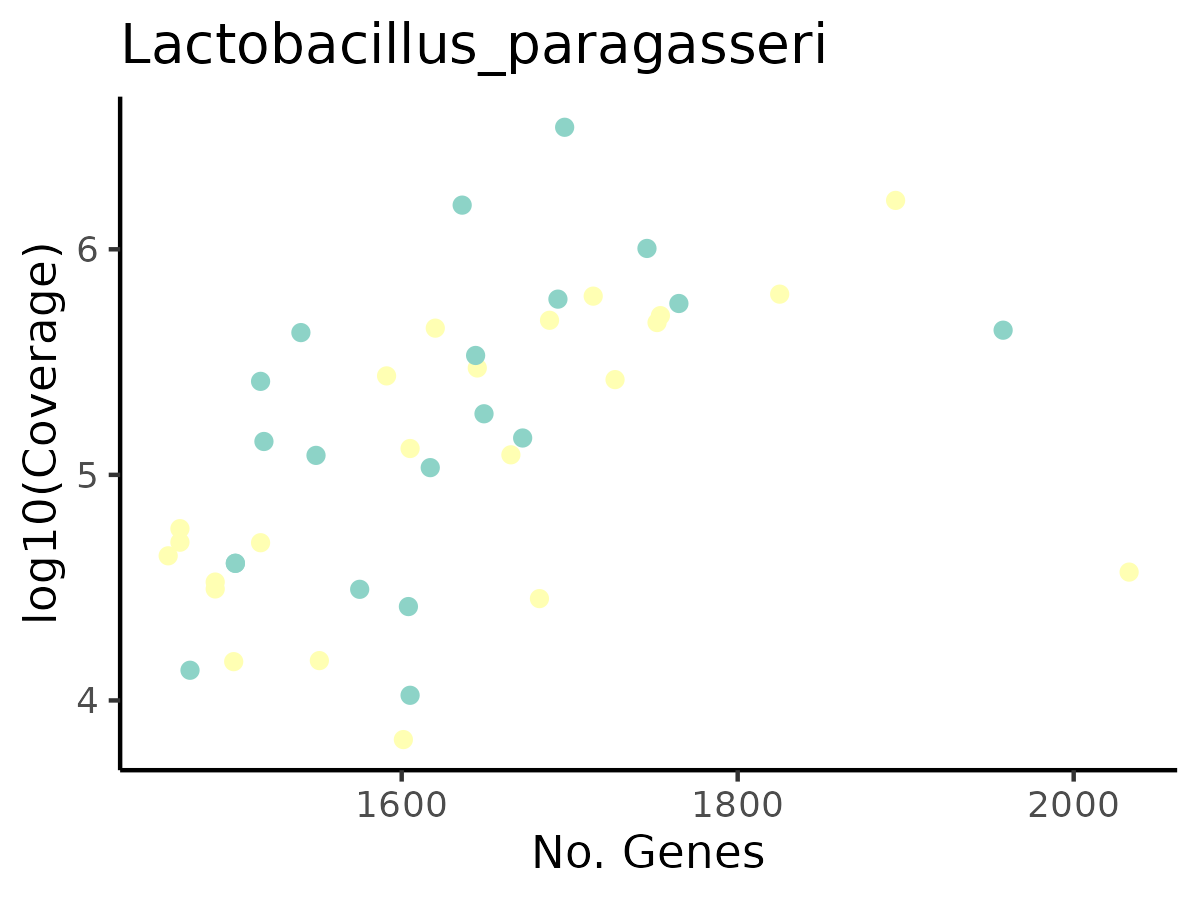 Lactobacillus_paragasseri
log10(Coverage)
6
5
4
1600 1800 2000
No. Genes